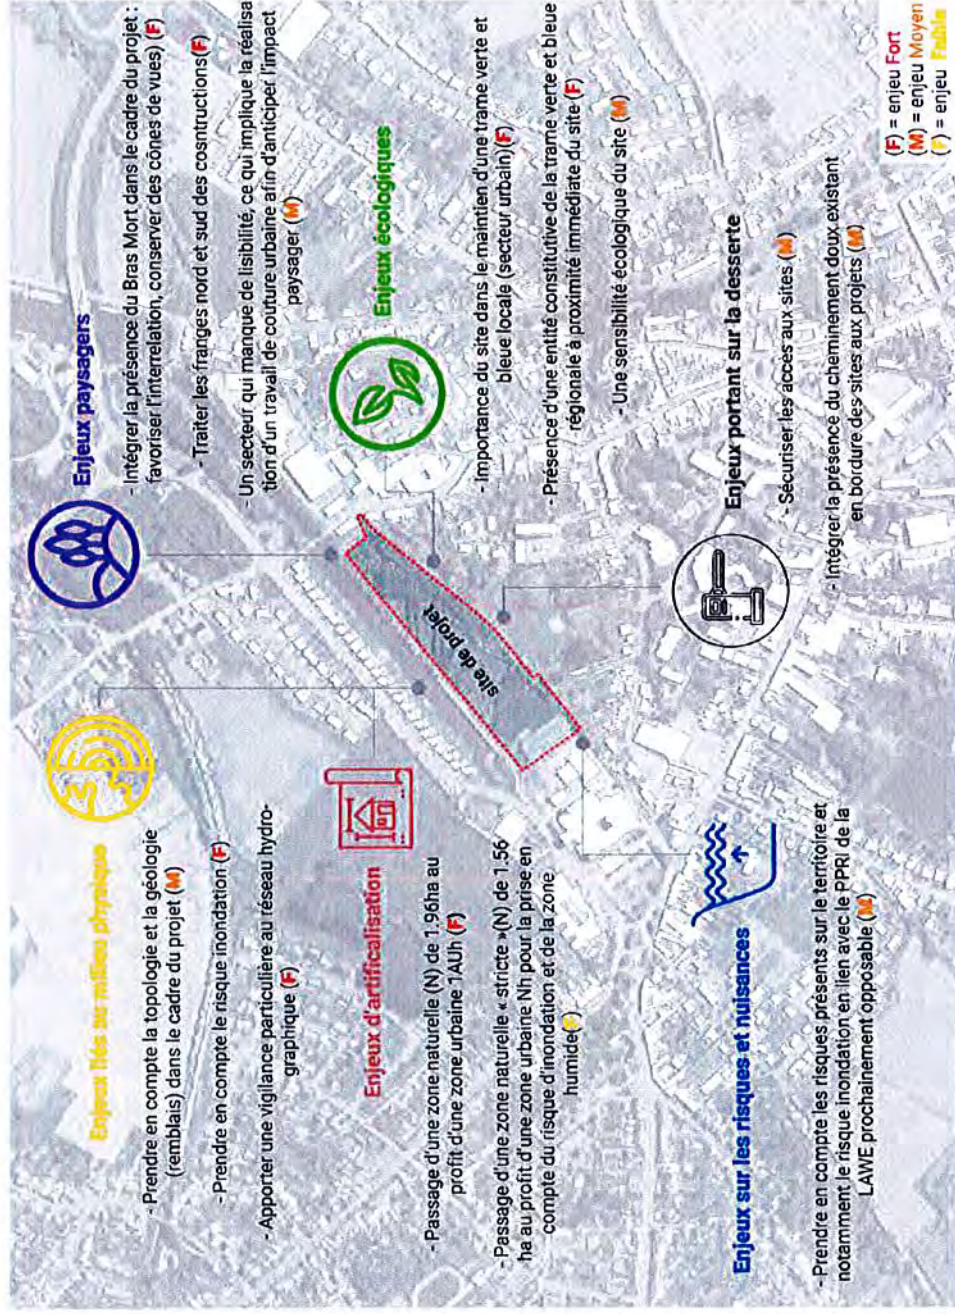 Enjeux liés au milieu physique
- Prendre en compte la topologie et la géologie
(remblais) dans le cadre du projet (M)
- Prendre en compte le risque inondation (F)
- Apporter une vigilance particulière au réseau hydro-
graphique (F)
Enjeux d'artificalisation
- Passage d'une zone naturelle (N) de 1.96ha au
profit d'une zone urbaine 1AUh (F)
- Passage d'une zone naturelle « stricte »(N) de 1.56
ha au profit d'une zone urbaine Nh pour la prise en
compte du risque d'inondation et de la zone
humide(F)
Enjeux sur les risques et nuisances
- Prendre en compte les risques présents sur le territoire et
notamment le risque inondation en lien avec le PPRI de la
LAWE prochainement opposable (M)
site de projet
Enjeux paysagers
- Intégrer la présence du Bras Mort dans le cadre du projet :
favoriser l'interrelation, conserver des cônes de vues) (F)
- Traiter les franges nord et sud des constructions(F)
- Un secteur qui manque de lisibilité, ce qui implique la réalisa
tion d'un travail de couture urbaine afin d'anticiper l'impact
paysager (M)
Enjeux écologiques
- Importance du site dans le maintien d'une trame verte et
bleue locale (secteur urbain)(F)
- Présence d'une entité constitutive de la trame verte et bleue
régionale à proximité immédiate du site (F)
- Une sensibilité écologique du site (M)
Enjeux portant sur la desserte
- Sécuriser les accès aux sites (M)
- Intégrer la présence du cheminement doux existant
en bordure des sites aux projets (M)
(F) = enjeu Fort
(M) = enjeu Moyen
(F) = enjeu Faible